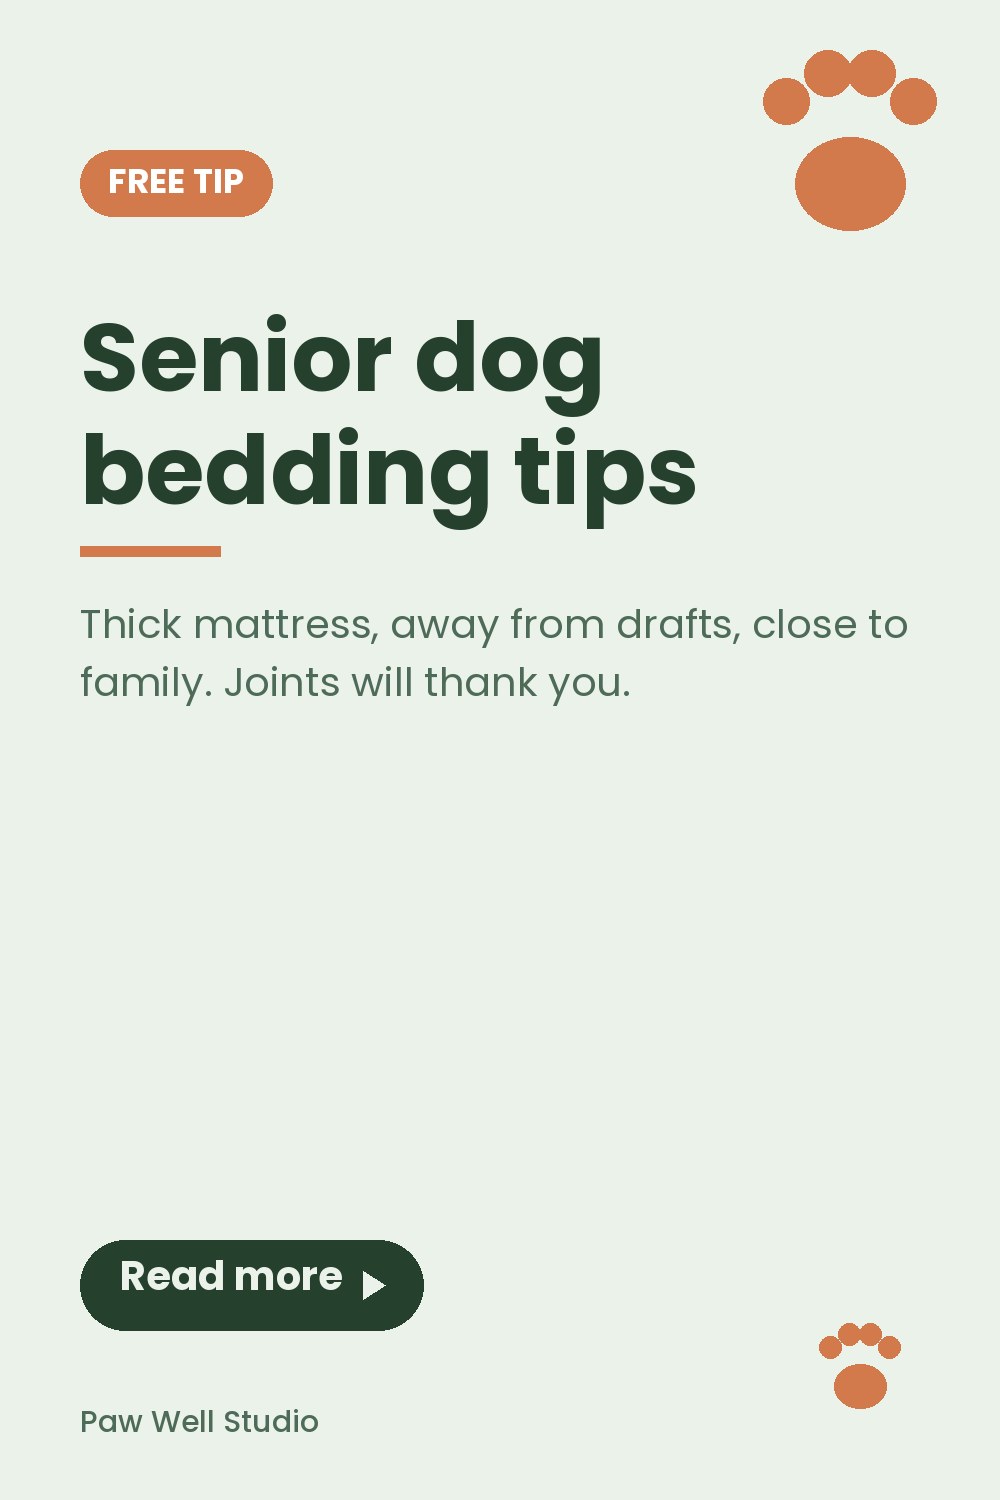 FREE TIP
Senior dog
bedding tips
Thick mattress, away from drafts, close to
family. Joints will thank you.
Read more
Paw Well Studio